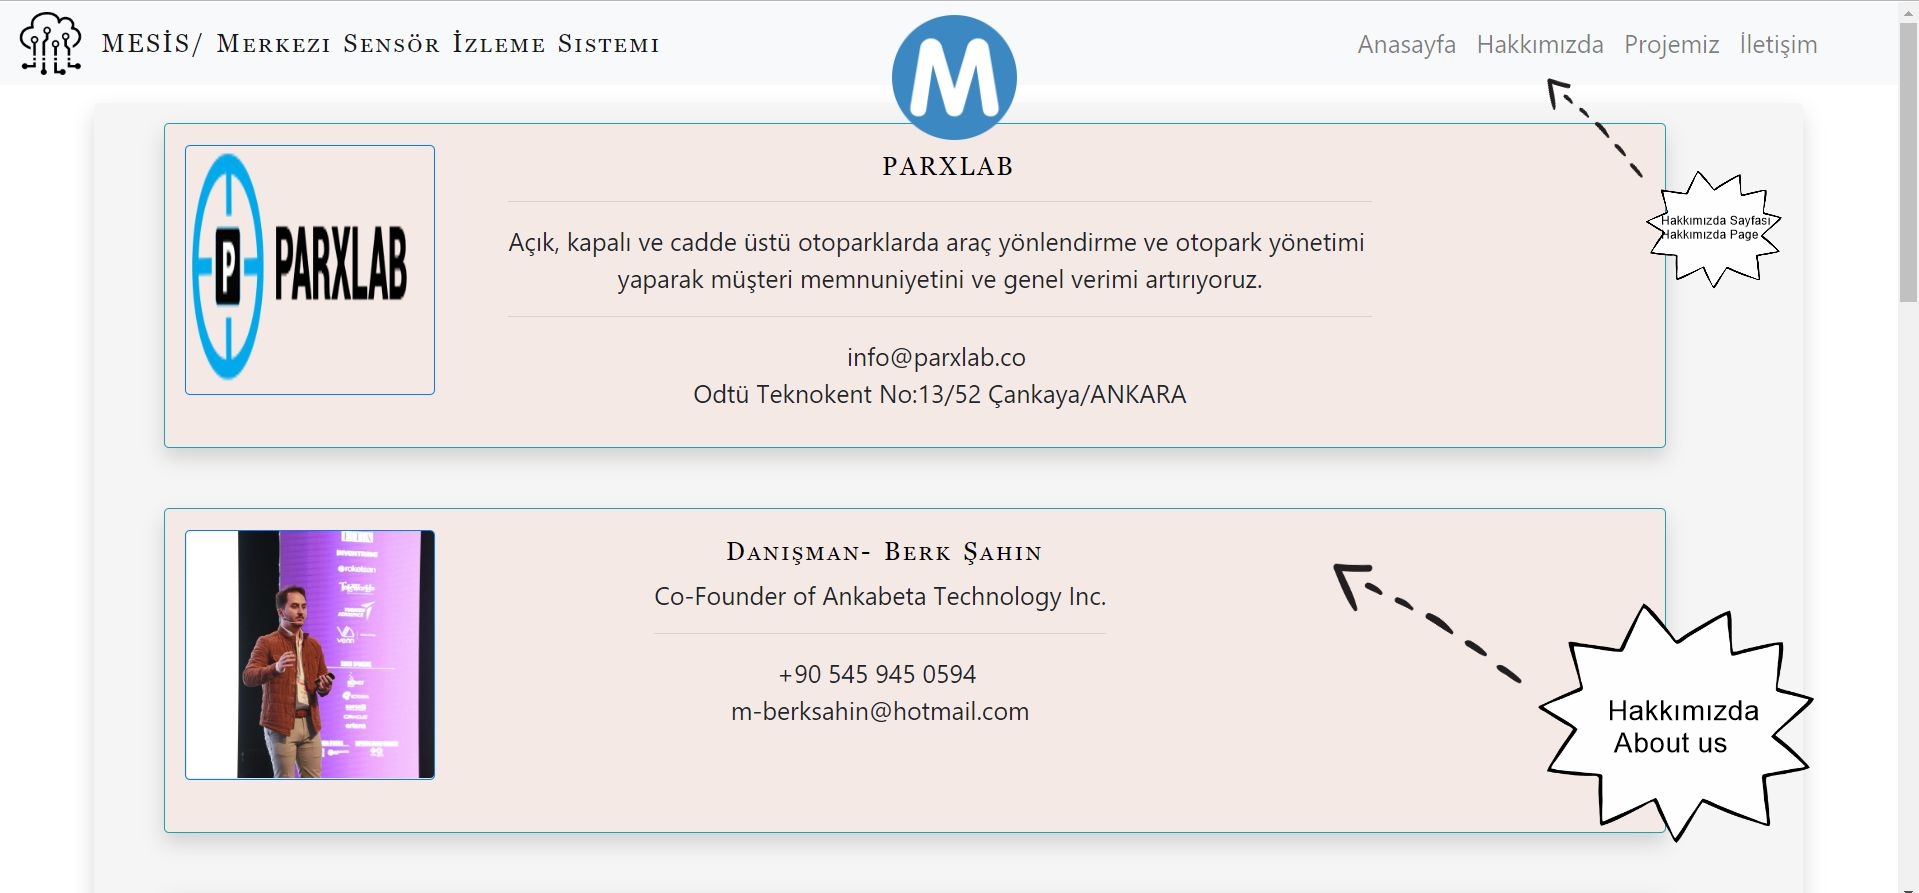 MESİS/ Merkezi Sensör İzleme Sistemi
M
Anasayfa Hakkımızda Projemiz İletişim
Hakkımızda Sayfası
Hakkımızda Page
P PARXLAB
PARXLAB
Açık, kapalı ve cadde üstü otoparklarda araç yönlendirme ve otopark yönetimi
yaparak müşteri memnuniyetini ve genel verimi artırıyoruz.
info@parxlab.co
Odtü Teknokent No:13/52 Çankaya/ANKARA
Danışman- Berk Şahin
Co-Founder of Ankabeta Technology Inc.
+90 545 945 0594
m-berksahin@hotmail.com
Hakkımızda
About us